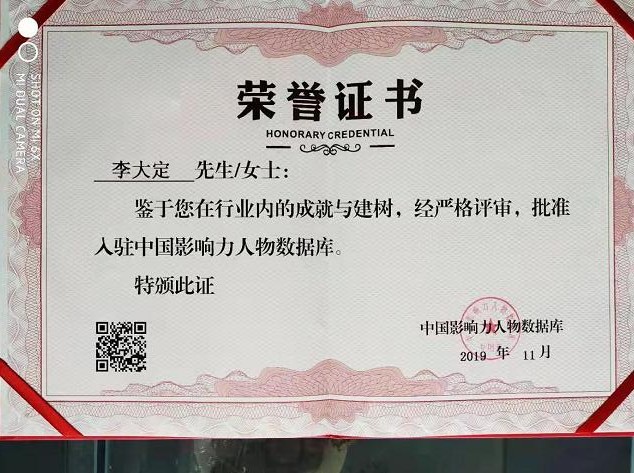 荣誉证书
HONORARY CREDENTIAL
李大定 先生/女士：
鉴于您在行业内的成就与建树，经严格评审，批准
入驻中国影响力人物数据库。
特颁此证
中国影响力人物数据库
2019 年 11 月
SHOT ON MI 6X
MI DUAL CAMERA